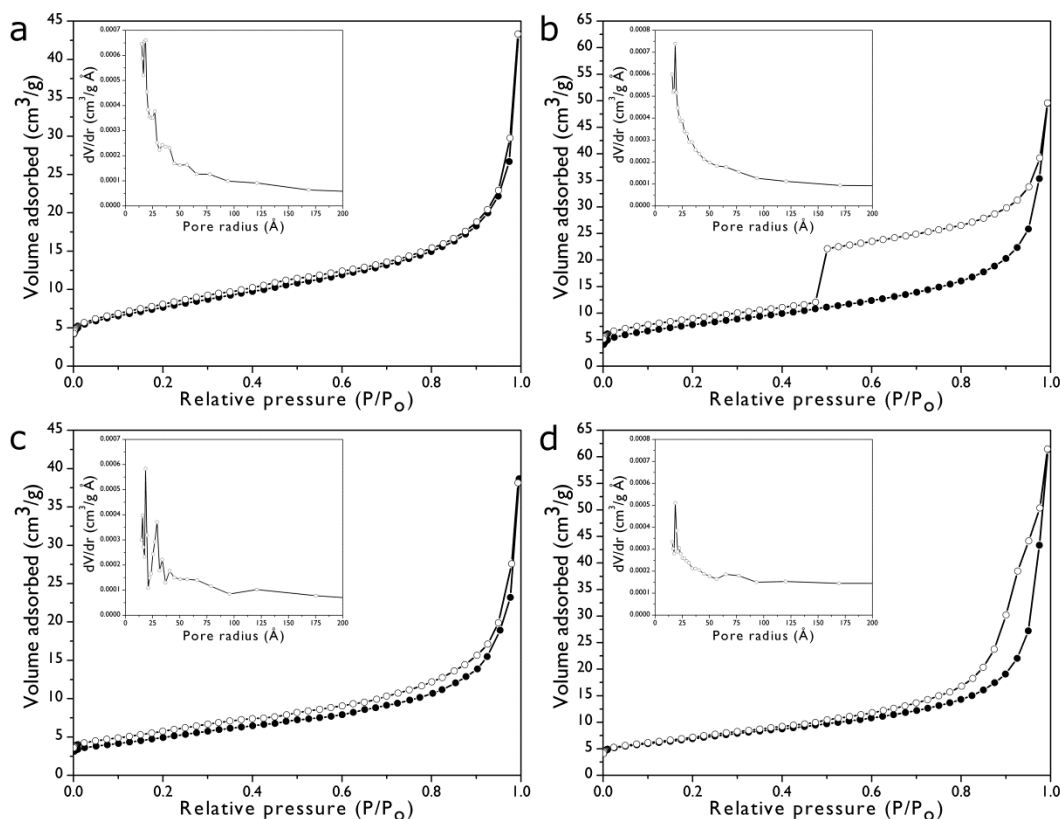 a
45
40
35
30
25
20
15
10
5
0
Volume adsorbed (cm³/g)
0.0 0.2 0.4 0.6 0.8 1.0
Relative pressure (P/Pₒ)
0.0007
0.0006
0.0005
0.0004
0.0003
0.0002
0.0001
0.0000
dV/dr (cm³/g Å)
0 25 50 75 100 125 150 175 200
Pore radius (Å)
b
65
60
55
50
45
40
35
30
25
20
15
10
5
0
Volume adsorbed (cm³/g)
0.0 0.2 0.4 0.6 0.8 1.0
Relative pressure (P/Pₒ)
0.0008
0.0007
0.0006
0.0005
0.0004
0.0003
0.0002
0.0001
0.0000
dV/dr (cm³/g Å)
0 25 50 75 100 125 150 175 200
Pore radius (Å)
c
45
40
35
30
25
20
15
10
5
0
Volume adsorbed (cm³/g)
0.0 0.2 0.4 0.6 0.8 1.0
Relative pressure (P/Pₒ)
0.0007
0.0006
0.0005
0.0004
0.0003
0.0002
0.0001
0.0000
dV/dr (cm³/g Å)
0 25 50 75 100 125 150 175 200
Pore radius (Å)
d
65
60
55
50
45
40
35
30
25
20
15
10
5
0
Volume adsorbed (cm³/g)
0.0 0.2 0.4 0.6 0.8 1.0
Relative pressure (P/Pₒ)
0.0008
0.0007
0.0006
0.0005
0.0004
0.0003
0.0002
0.0001
0.0000
dV/dr (cm³/g Å)
0 25 50 75 100 125 150 175 200
Pore radius (Å)